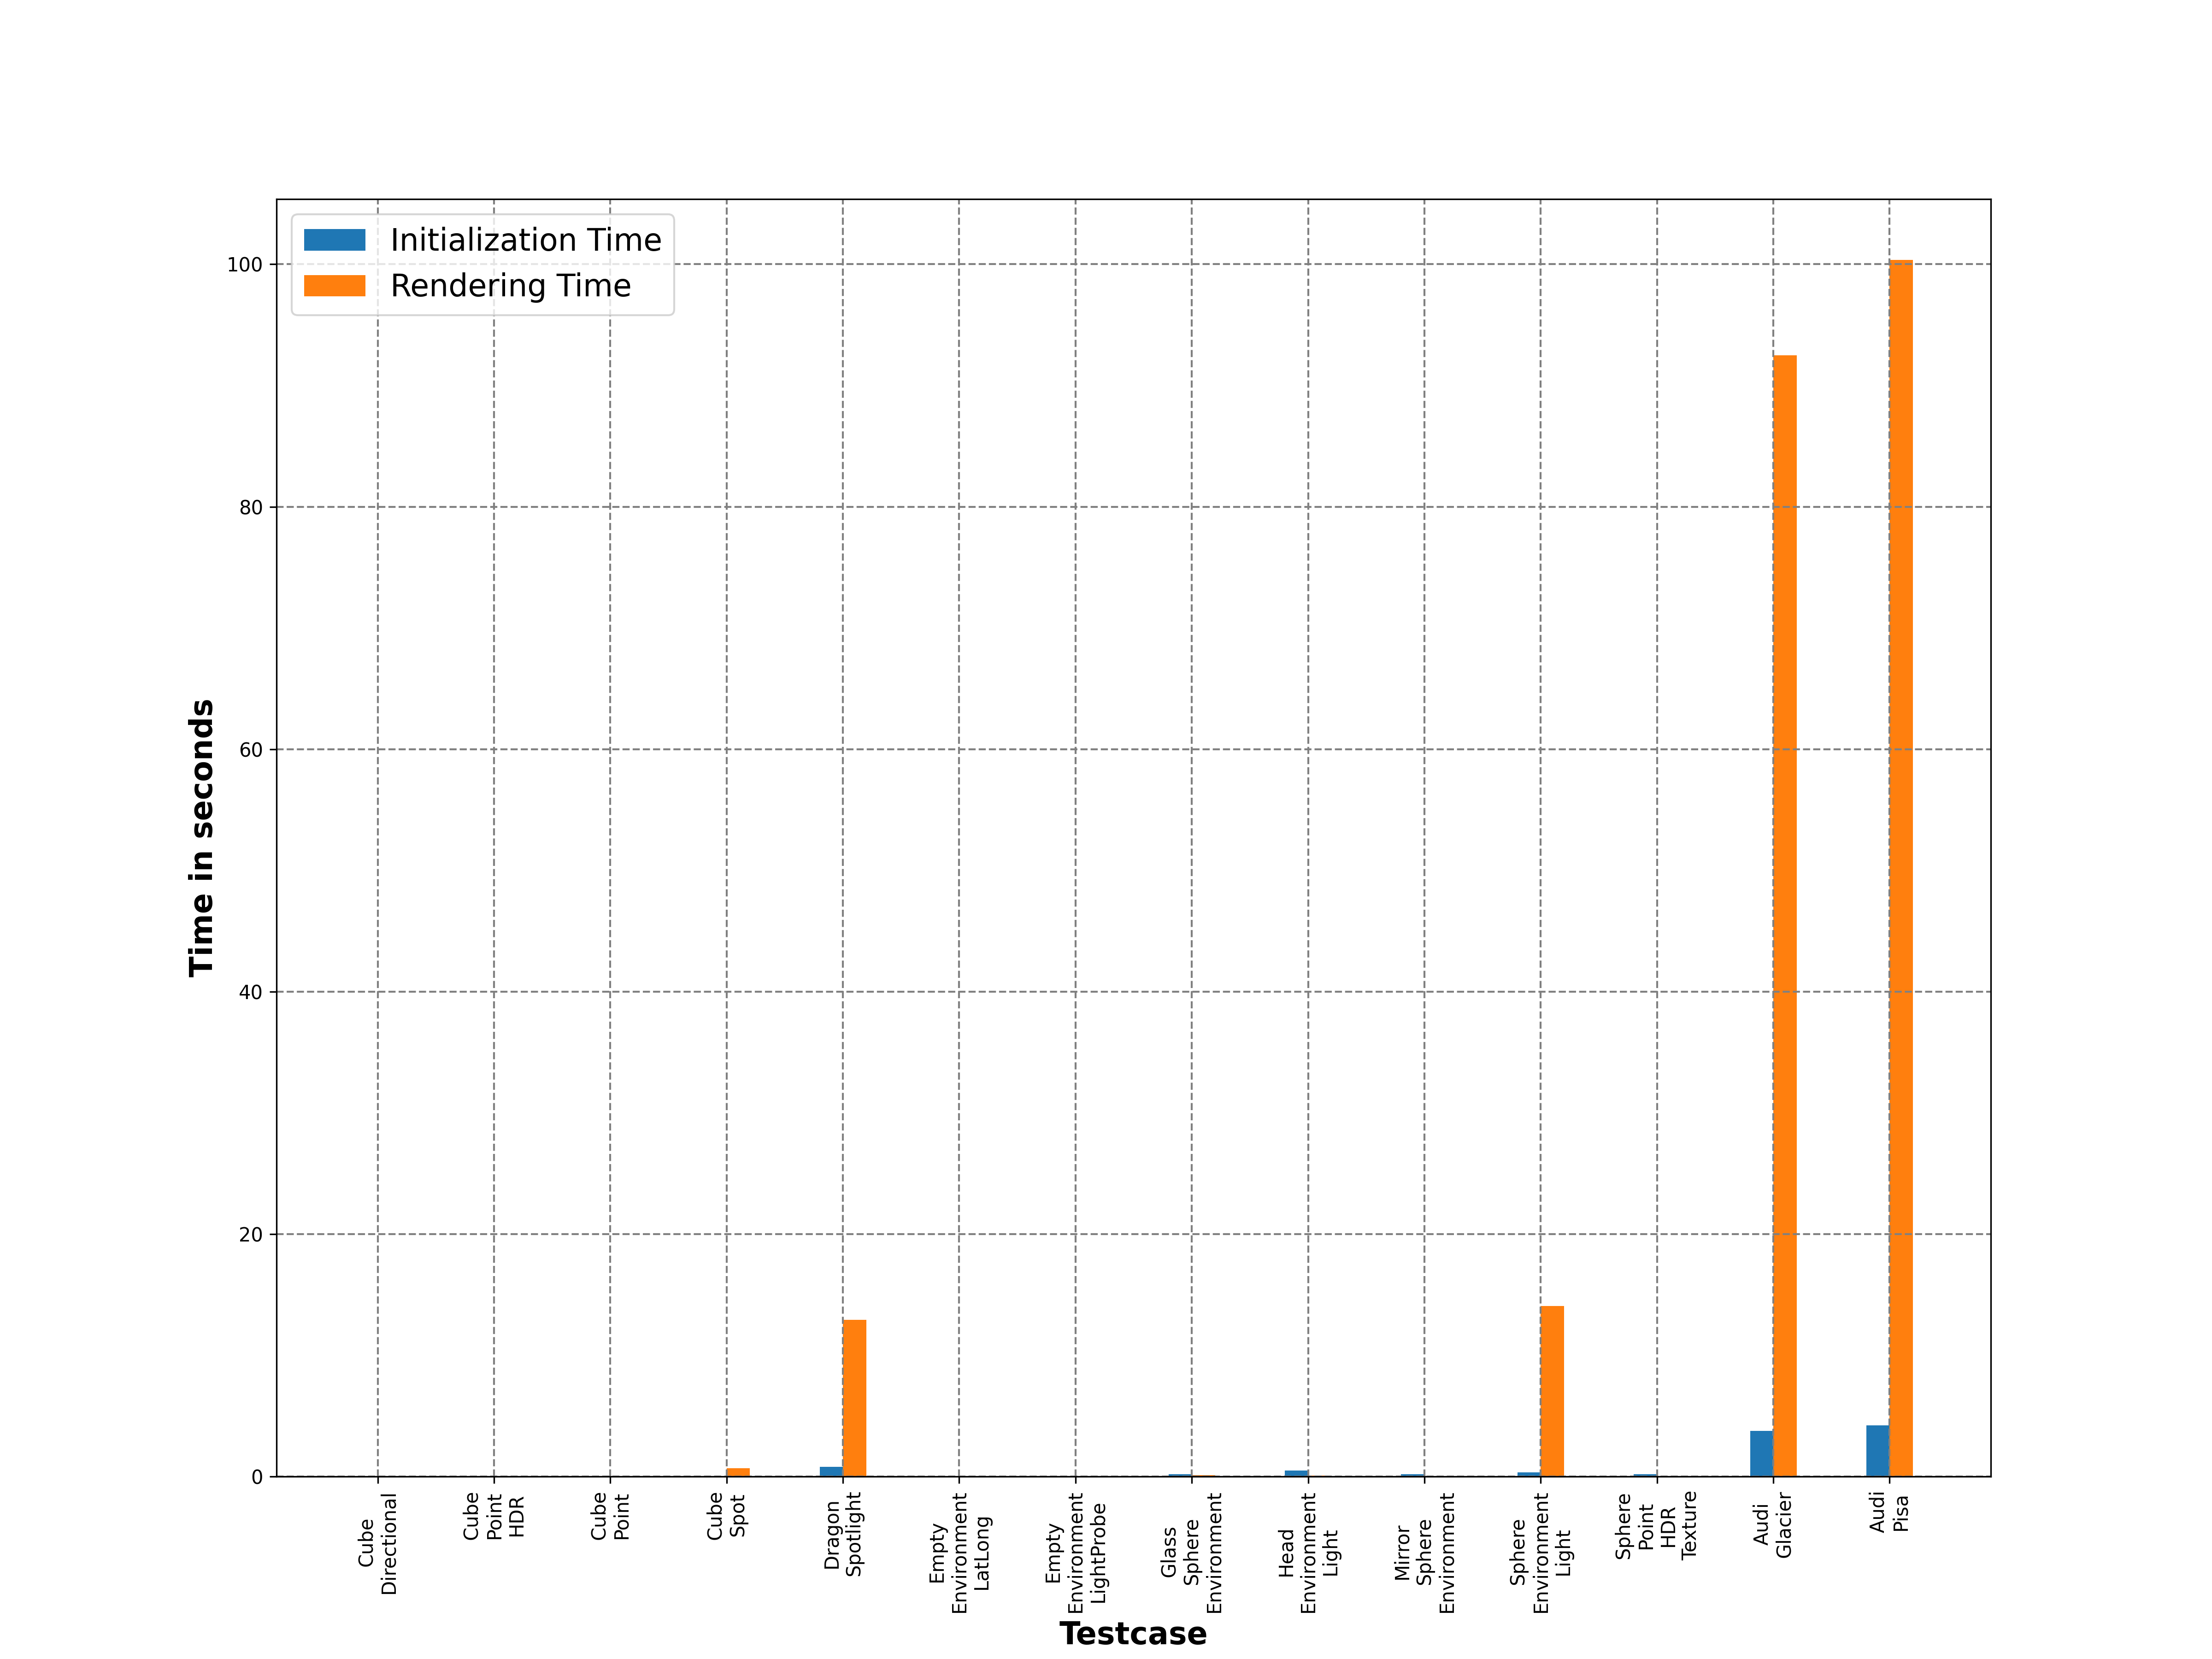 Initialization Time
Rendering Time
100
80
60
40
20
0
Time in seconds
Cube
Directional
Cube
Point
HDR
Cube
Point
Cube
Spot
Dragon
Spotlight
Empty
Environment
LatLong
Empty
Environment
LightProbe
Glass
Sphere
Environment
Head
Environment
Light
Mirror
Sphere
Environment
Sphere
Environment
Light
Sphere
Point
HDR
Texture
Audi
Glacier
Audi
Pisa
Testcase